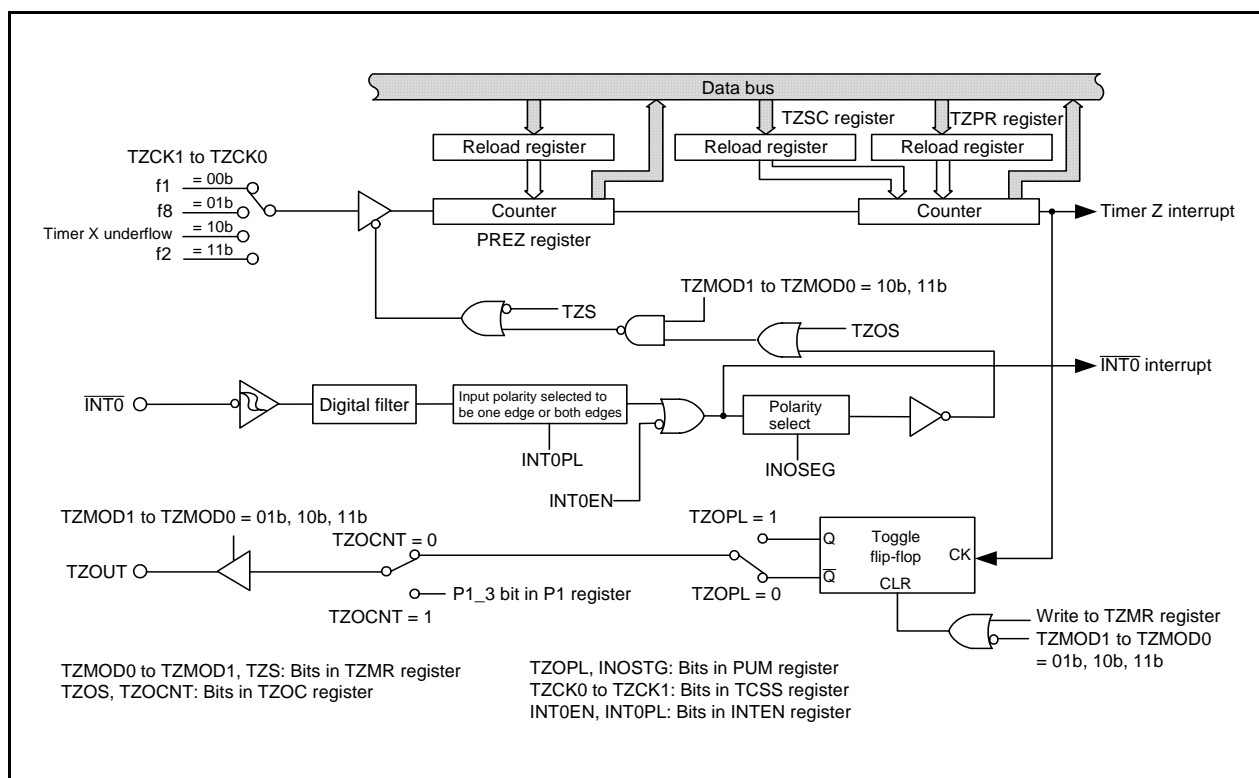 Data bus
TZSC register
TZPR register
Reload register
Reload register
Reload register
TZCK1 to TZCK0
f1
= 00b
f8
= 01b
Timer X underflow
= 10b
f2
= 11b
Counter
PREZ register
Counter
Timer Z interrupt
TZMOD1 to TZMOD0 = 10b, 11b
TZS
TZOS
INT0
Digital filter
Input polarity selected to
be one edge or both edges
INT0PL
INT0EN
Polarity
select
INOSEG
INT0 interrupt
TZMOD1 to TZMOD0 = 01b, 10b, 11b
TZOUT
TZOCNT = 0
P1_3 bit in P1 register
TZOCNT = 1
TZOPL = 1
TZOPL = 0
Q
Q
Toggle
flip-flop
CK
CLR
Write to TZMR register
TZMOD1 to TZMOD0
= 01b, 10b, 11b
TZMOD0 to TZMOD1, TZS: Bits in TZMR register
TZOS, TZOCNT: Bits in TZOC register
TZOPL, INOSTG: Bits in PUM register
TZCK0 to TZCK1: Bits in TCSS register
INT0EN, INT0PL: Bits in INTEN register